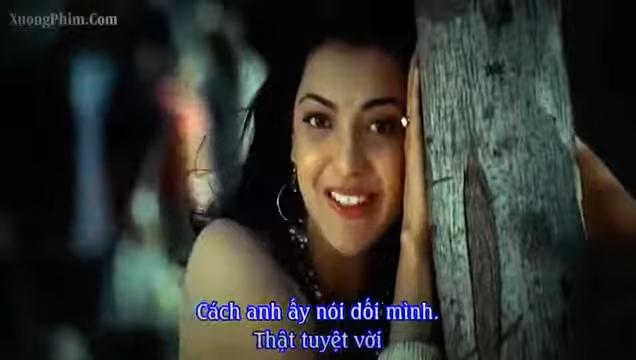 XuongPhim.Com
Cách anh ấy nói dối mình.
Thật tuyệt vời